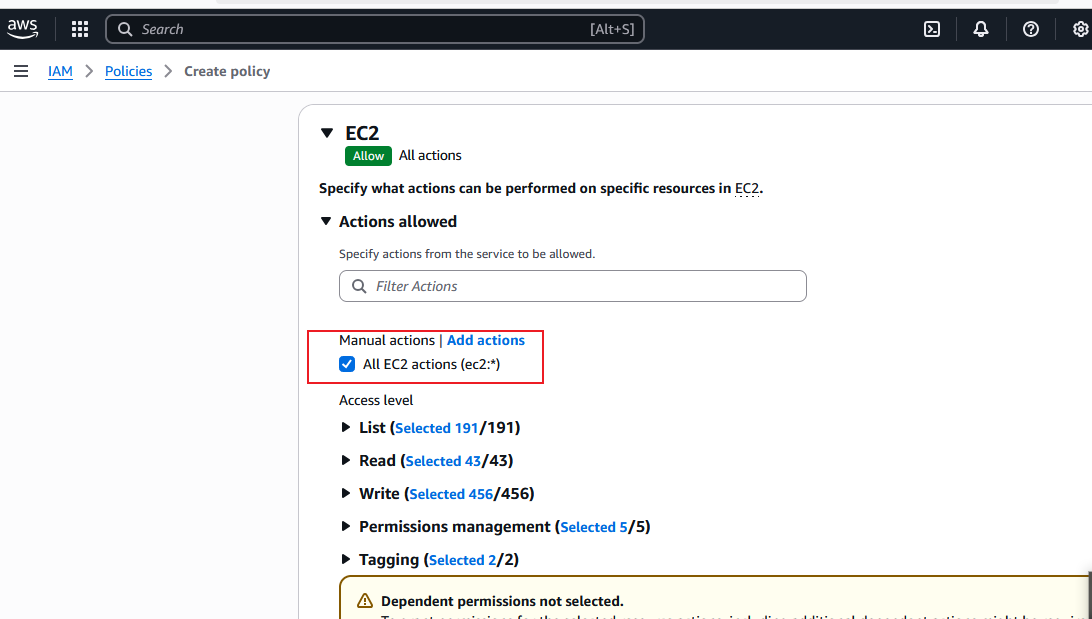 aws
Search [Alt+S]
IAM Policies Create policy
EC2
Allow All actions
Specify what actions can be performed on specific resources in EC2.
Actions allowed
Specify actions from the service to be allowed.
Filter Actions
Manual actions | Add actions
All EC2 actions (ec2:*)
Access level
List (Selected 191/191)
Read (Selected 43/43)
Write (Selected 456/456)
Permissions management (Selected 5/5)
Tagging (Selected 2/2)
Dependent permissions not selected.